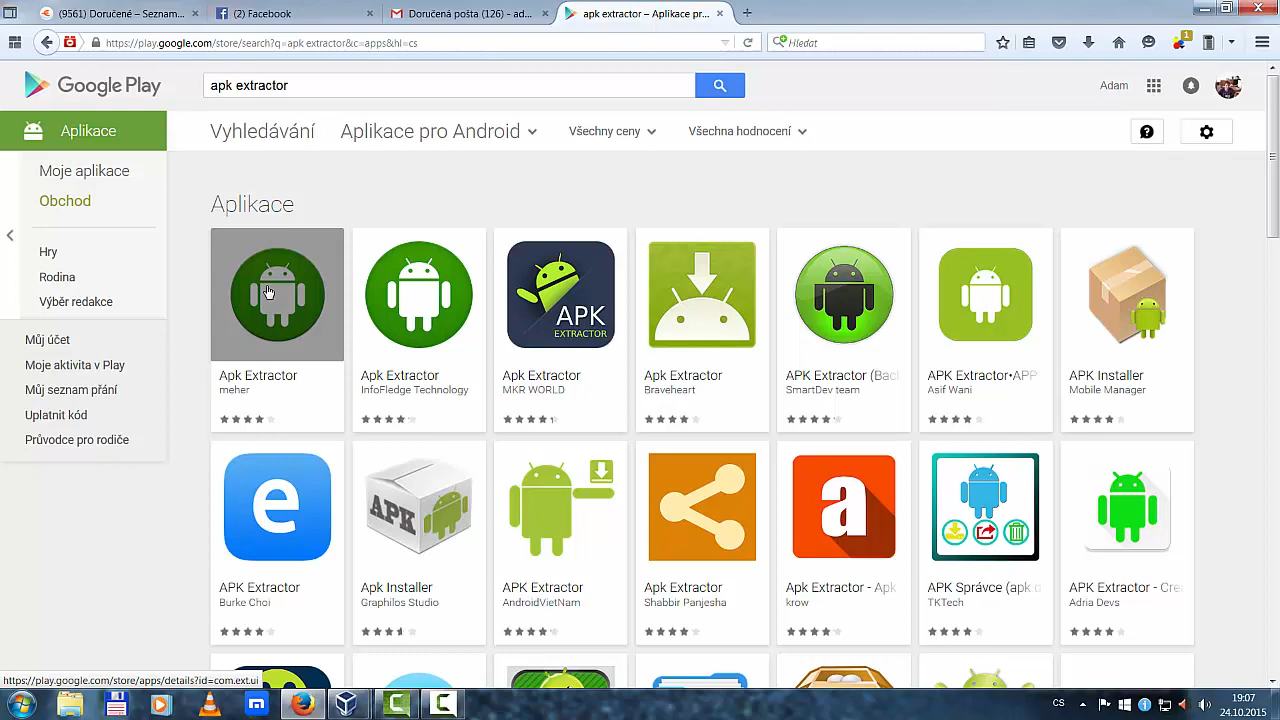 (9561) Doručené – Seznam...
(2) Facebook
Doručená pošta (126) - ad...
apk extractor – Aplikace pr...
https://play.google.com/store/search?q=apk extractor&c=apps&hl=cs
Hledat
1
Google Play
apk extractor
Adam
Aplikace
Vyhledávání
Aplikace pro Android
Všechny ceny
Všechna hodnocení
Moje aplikace
Obchod
Hry
Rodina
Výběr redakce
Můj účet
Moje aktivita v Play
Můj seznam přání
Uplatnit kód
Průvodce pro rodiče
Aplikace
APK
EXTRACTOR
Apk Extractor
meher
Apk Extractor
InfoFledge Technology
Apk Extractor
MKR WORLD
Apk Extractor
Braveheart
Apk Extractor (Bac
SmartDev team
APK Extractor•APP
Asif Wani
APK Installer
Mobile Manager
e
APK
a
APK Extractor
Burke Choi
Apk Installer
Graphilos Studio
APK Extractor
AndroidVietNam
Apk Extractor
Shabbir Panjesha
APK Extractor - Apk
krow
APK Správce (apk d
TKTech
APK Extractor - Cre
Adria Devs
https://play.google.com/store/apps/details?id=com.ext.ui
CS
19:07
24.10.2015